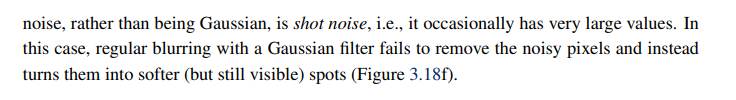 noise, rather than being Gaussian, is shot noise, i.e., it occasionally has very large values. In
this case, regular blurring with a Gaussian filter fails to remove the noisy pixels and instead
turns them into softer (but still visible) spots (Figure 3.18f).